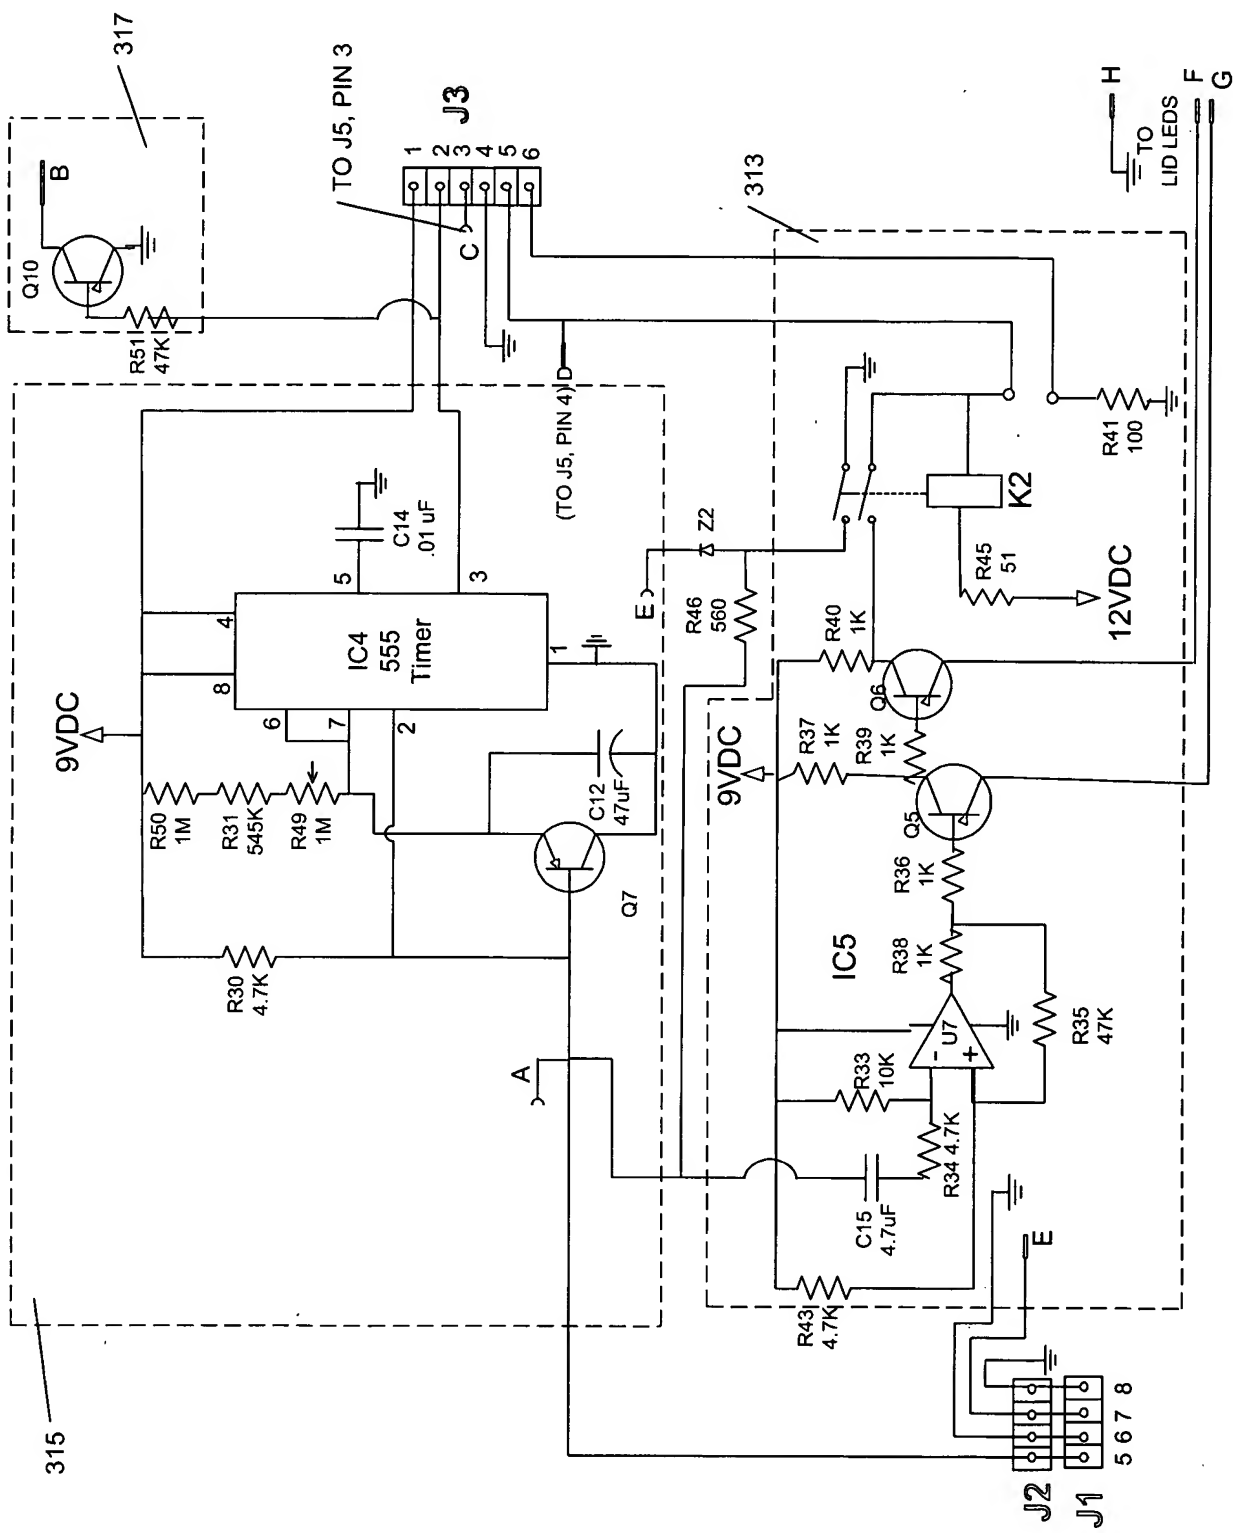 317
B
Q10
R51
47K
TO J5, PIN 3
J3
1
2
3
4
5
6
C
315
9VDC
R50
1M
R31
545K
R49
1M
R30
4.7K
8
4
6
7
2
IC4
555
Timer
5
3
1
C14
.01 uF
C12
47uF
Q7
A
(TO J5, PIN 4) D
E
Z2
R46
560
313
9VDC
R37
1K
R40
1K
R39
1K
Q6
Q5
R36
1K
R38
1K
IC5
U7
-
+
R33
10K
R34 4.7K
R35
47K
C15
4.7uF
R43
4.7K
K2
R45
51
12VDC
R41
100
H
TO
LID LEDS
F
G
E
J2
J1
5 6 7 8